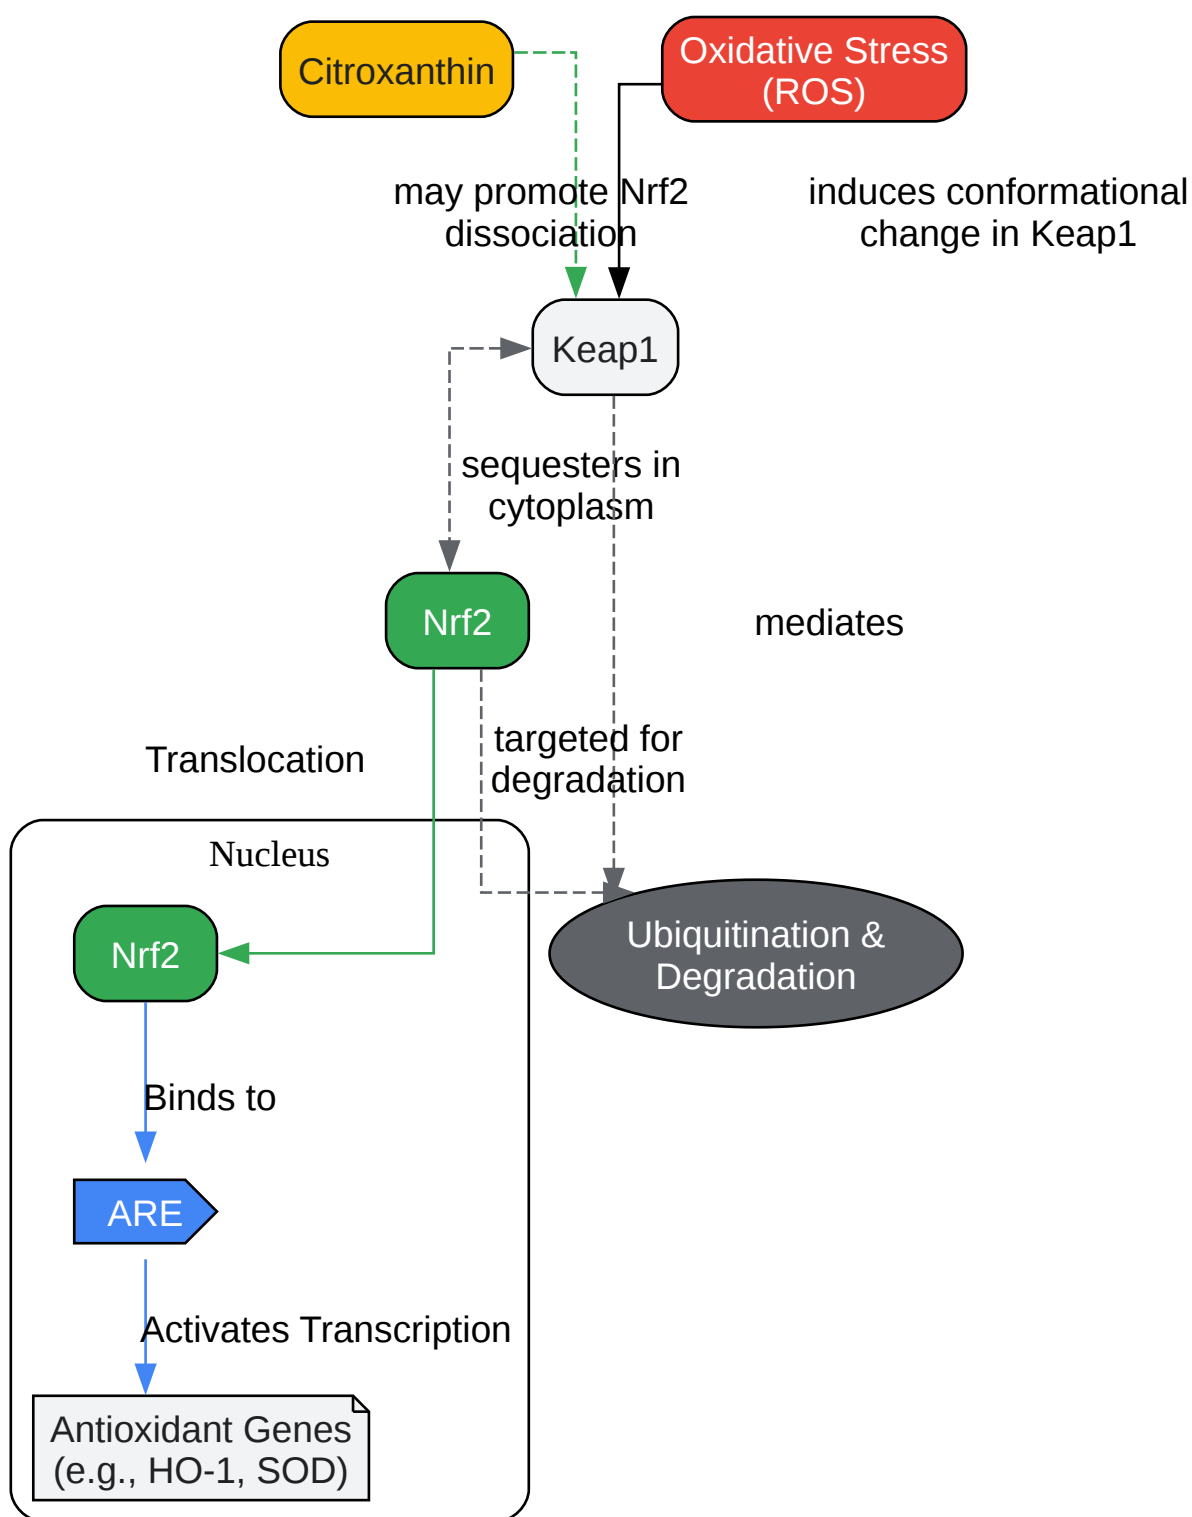 Citroxanthin
Oxidative Stress
(ROS)
may promote Nrf2
dissociation
induces conformational
change in Keap1
Keap1
sequesters in
cytoplasm
Nrf2
mediates
Translocation
targeted for
degradation
Nucleus
Nrf2
Ubiquitination &
Degradation
Binds to
ARE
Activates Transcription
Antioxidant Genes
(e.g., HO-1, SOD)